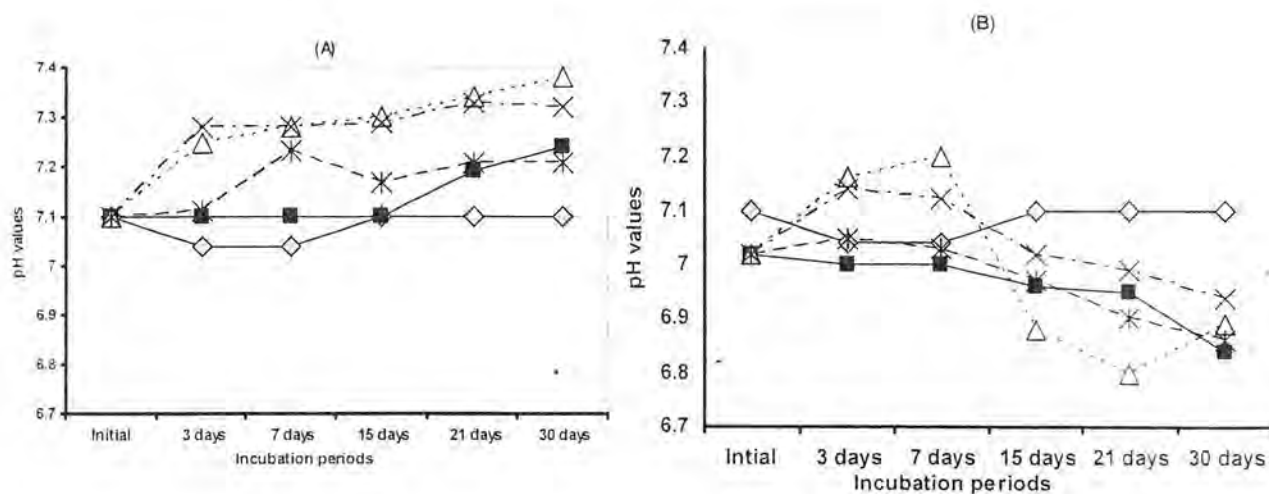 (A)
7.4
7.3
7.2
7.1
7
6.9
6.8
6.7
pH values
Initial 3 days 7 days 15 days 21 days 30 days
Incubation periods
(B)
7.4
7.3
7.2
7.1
7
6.9
6.8
6.7
pH values
Intial 3 days 7 days 15 days 21 days 30 days
Incubation periods